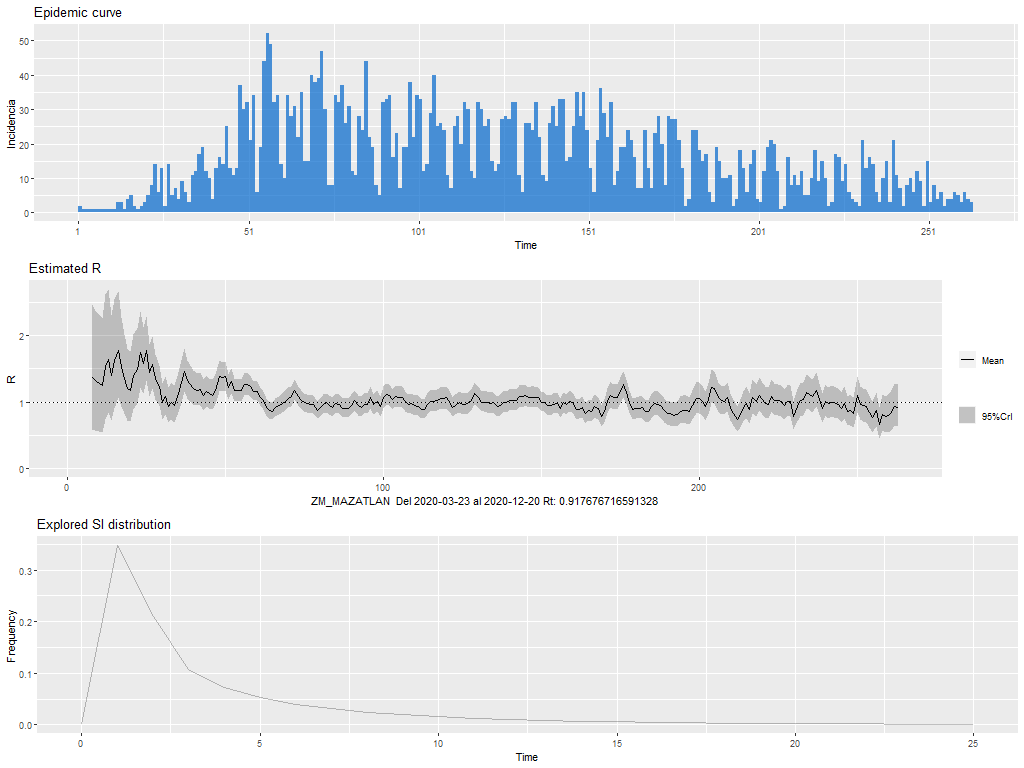 Epidemic curve
50
40
30
20
10
0
Incidencia
1
51
101
151
201
251
Time
Estimated R
2
1
0
R
0
100
200
ZM_MAZATLAN Del 2020-03-23 al 2020-12-20 Rt: 0.917676716591328
Mean
95%CrI
Explored SI distribution
0.3
0.2
0.1
0.0
Frequency
0
5
10
15
20
25
Time